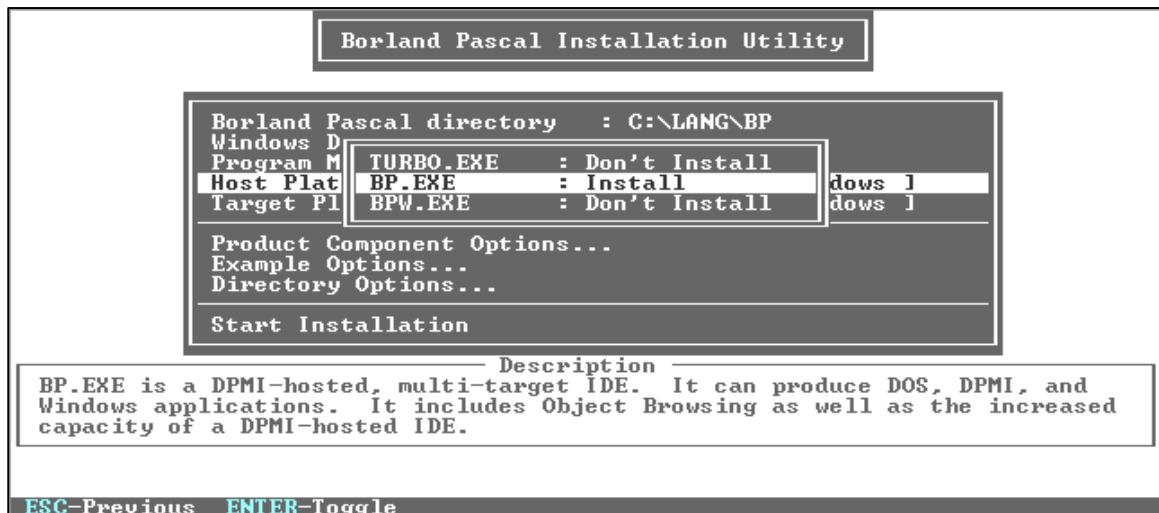 Borland Pascal Installation Utility
Borland Pascal directory : C:\LANG\BP
Windows D
Program M
Host Plat dows ]
Target Pl dows ]
TURBO.EXE : Don't Install
BP.EXE : Install
BPW.EXE : Don't Install
Product Component Options...
Example Options...
Directory Options...
Start Installation
Description
BP.EXE is a DPMI-hosted, multi-target IDE. It can produce DOS, DPMI, and
Windows applications. It includes Object Browsing as well as the increased
capacity of a DPMI-hosted IDE.
ESC-Previous ENTER-Toggle